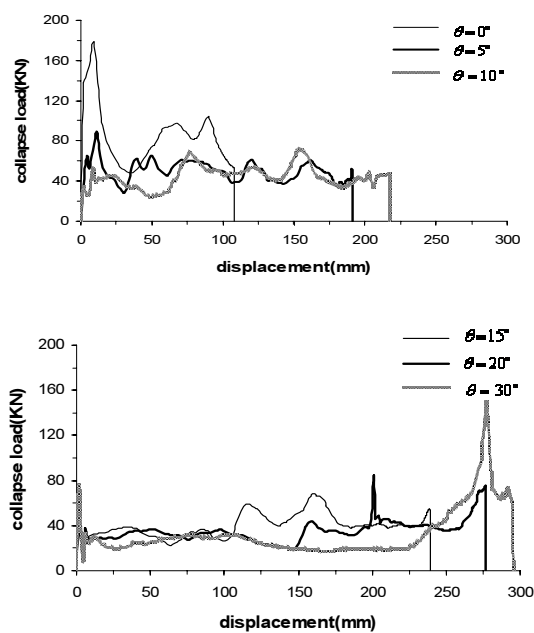 200
160
120
80
40
0
collapse load(KN)
θ=0°
θ=5°
θ=10°
0 50 100 150 200 250 300
displacement(mm)
200
160
120
80
40
0
collapse load(KN)
θ=15°
θ=20°
θ=30°
0 50 100 150 200 250 300
displacement(mm)